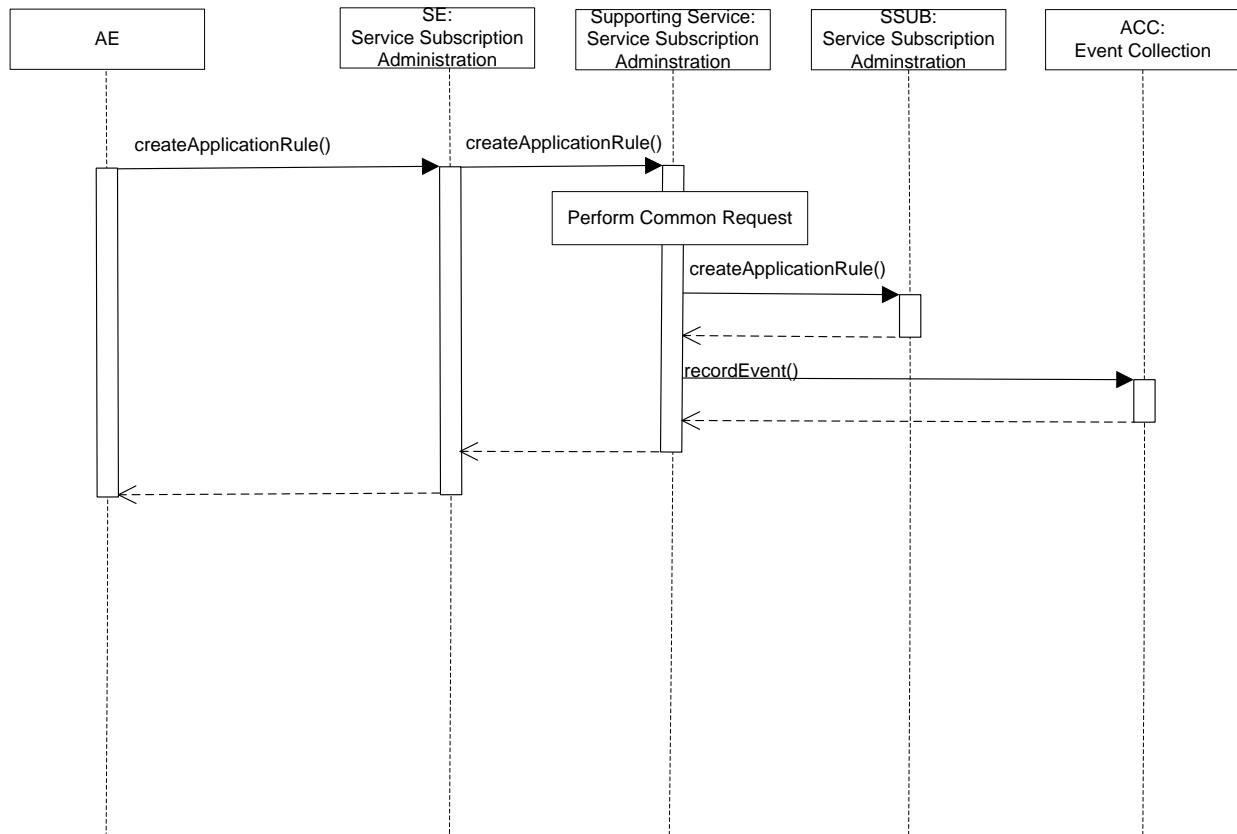 AE
SE:
Service Subscription
Administration
Supporting Service:
Service Subscription
Adminstration
SSUB:
Service Subscription
Adminstration
ACC:
Event Collection
createApplicationRule()
createApplicationRule()
Perform Common Request
createApplicationRule()
recordEvent()